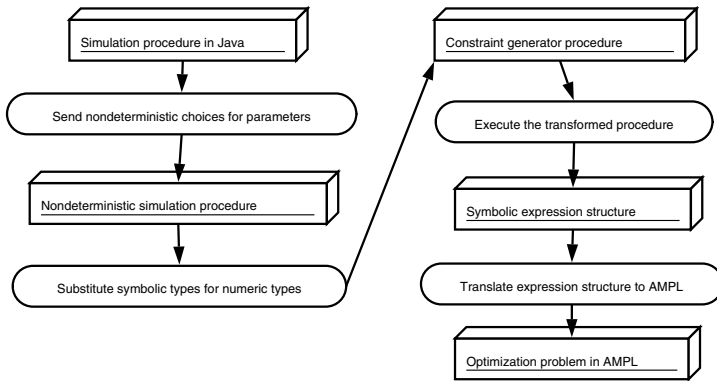 Simulation procedure in Java
Send nondeterministic choices for parameters
Nondeterministic simulation procedure
Substitute symbolic types for numeric types
Constraint generator procedure
Execute the transformed procedure
Symbolic expression structure
Translate expression structure to AMPL
Optimization problem in AMPL